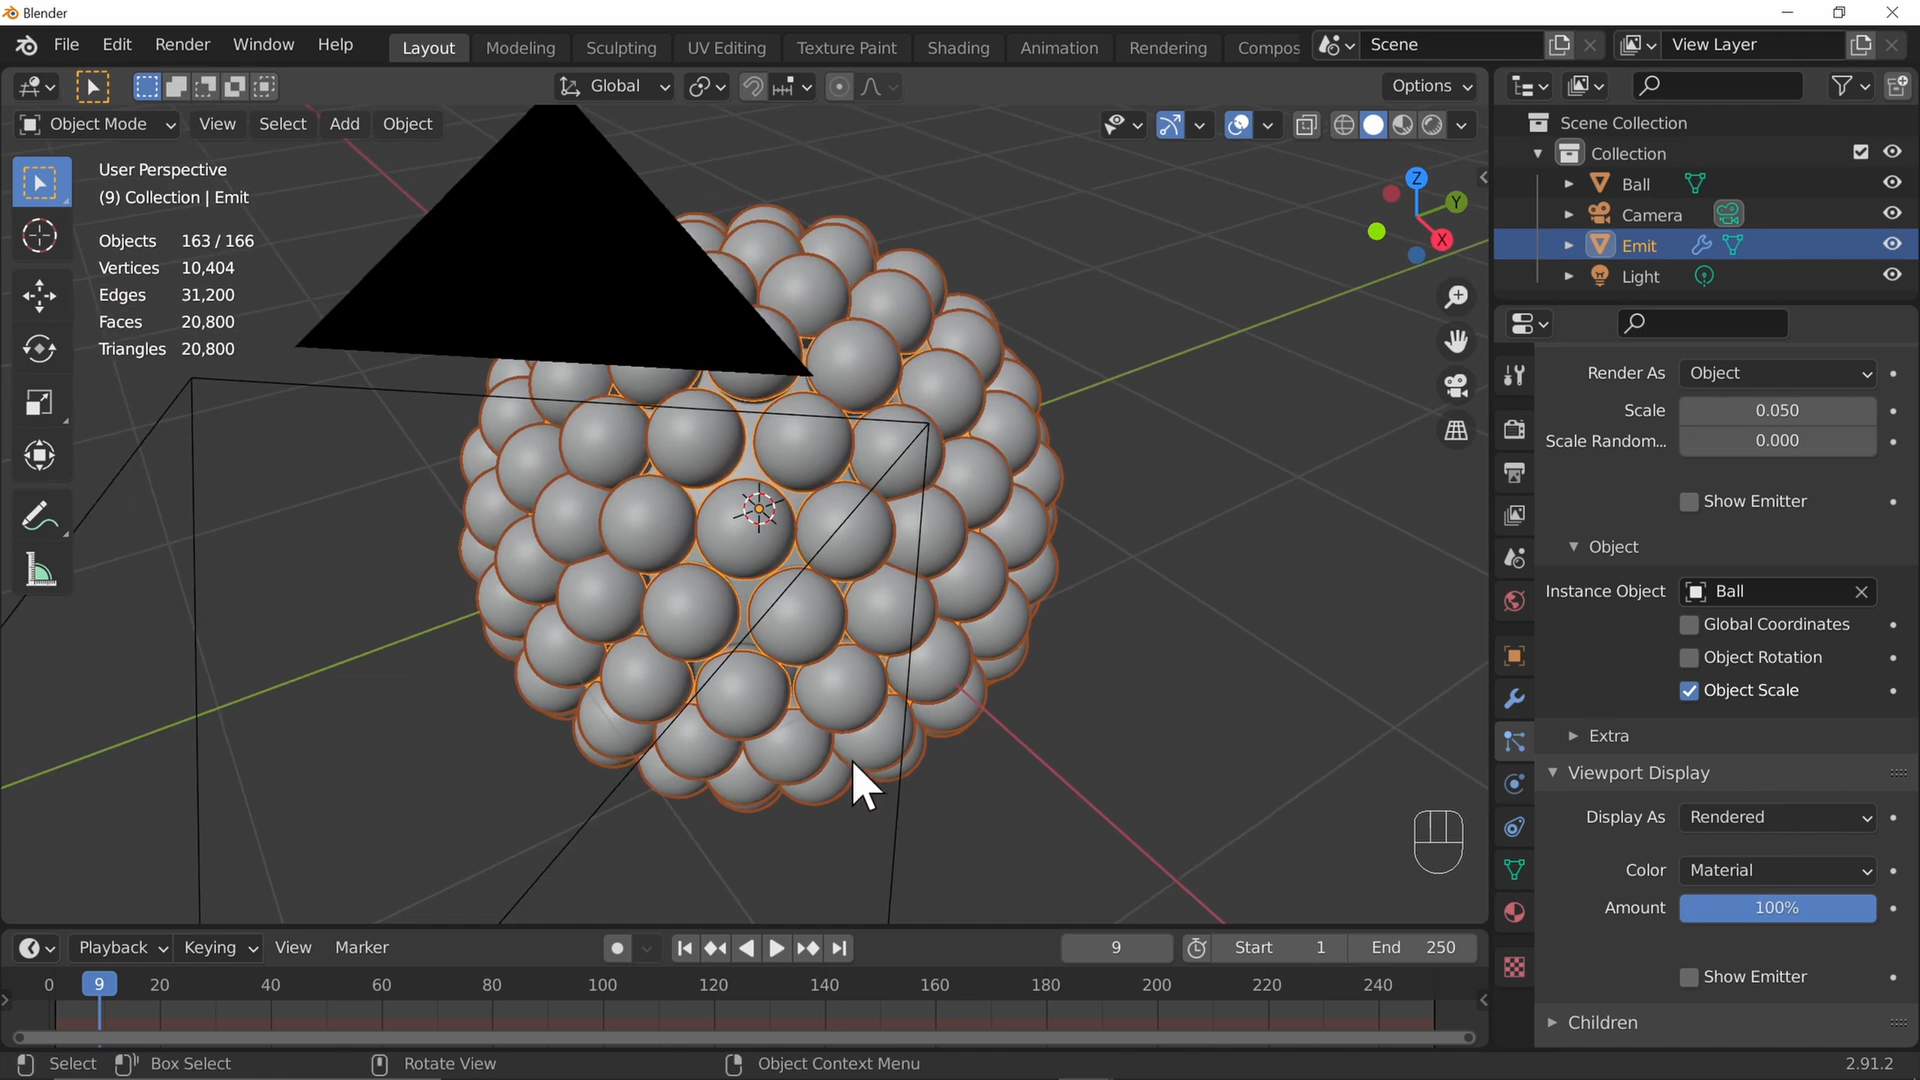 Blender
File Edit Render Window Help
Layout Modeling Sculpting UV Editing Texture Paint Shading Animation Rendering Compos
Scene
View Layer
Global
Options
Object Mode View Select Add Object
User Perspective
(9) Collection | Emit
Objects 163 / 166
Vertices 10,404
Edges 31,200
Faces 20,800
Triangles 20,800
Z
Y
X
Scene Collection
Collection
Ball
Camera
Emit
Light
Render As Object
Scale 0.050
Scale Random... 0.000
Show Emitter
Object
Instance Object Ball
Global Coordinates
Object Rotation
Object Scale
Extra
Viewport Display
Display As Rendered
Color Material
Amount 100%
Show Emitter
Children
Playback Keying View Marker
9
Start 1
End 250
0 9 20 40 60 80 100 120 140 160 180 200 220 240
Select Box Select Rotate View Object Context Menu
2.91.2